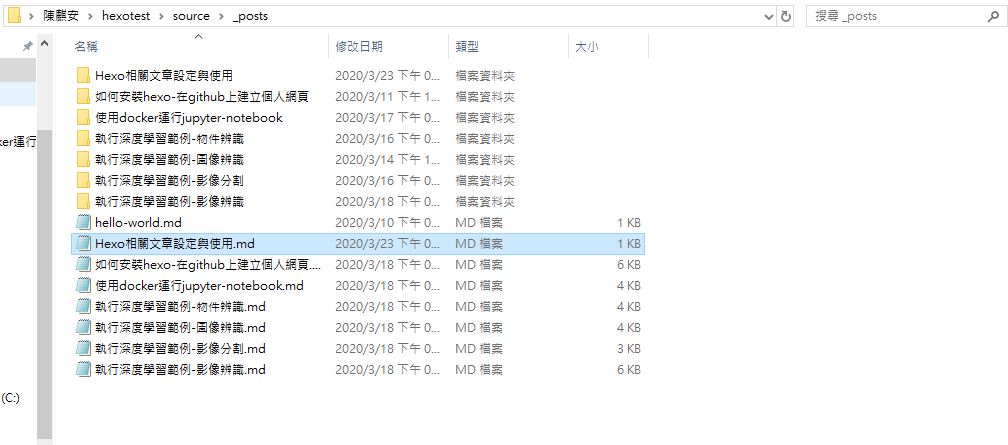 陳麒安 › hexotest › source › _posts
搜尋 _posts
名稱 修改日期 類型 大小
Hexo相關文章設定與使用 2020/3/23 下午 0... 檔案資料夾
如何安裝hexo-在github上建立個人網頁 2020/3/11 下午 1... 檔案資料夾
使用docker運行jupyter-notebook 2020/3/17 下午 0... 檔案資料夾
執行深度學習範例-物件辨識 2020/3/16 下午 0... 檔案資料夾
執行深度學習範例-圖像辨識 2020/3/14 下午 1... 檔案資料夾
執行深度學習範例-影像分割 2020/3/16 下午 0... 檔案資料夾
執行深度學習範例-影像辨識 2020/3/18 下午 0... 檔案資料夾
hello-world.md 2020/3/10 下午 0... MD 檔案 1 KB
Hexo相關文章設定與使用.md 2020/3/23 下午 0... MD 檔案 1 KB
如何安裝hexo-在github上建立個人網頁.... 2020/3/18 下午 0... MD 檔案 6 KB
使用docker運行jupyter-notebook.md 2020/3/18 下午 0... MD 檔案 4 KB
執行深度學習範例-物件辨識.md 2020/3/18 下午 0... MD 檔案 4 KB
執行深度學習範例-圖像辨識.md 2020/3/18 下午 0... MD 檔案 4 KB
執行深度學習範例-影像分割.md 2020/3/18 下午 0... MD 檔案 3 KB
執行深度學習範例-影像辨識.md 2020/3/18 下午 0... MD 檔案 6 KB
ker運行
(C:)